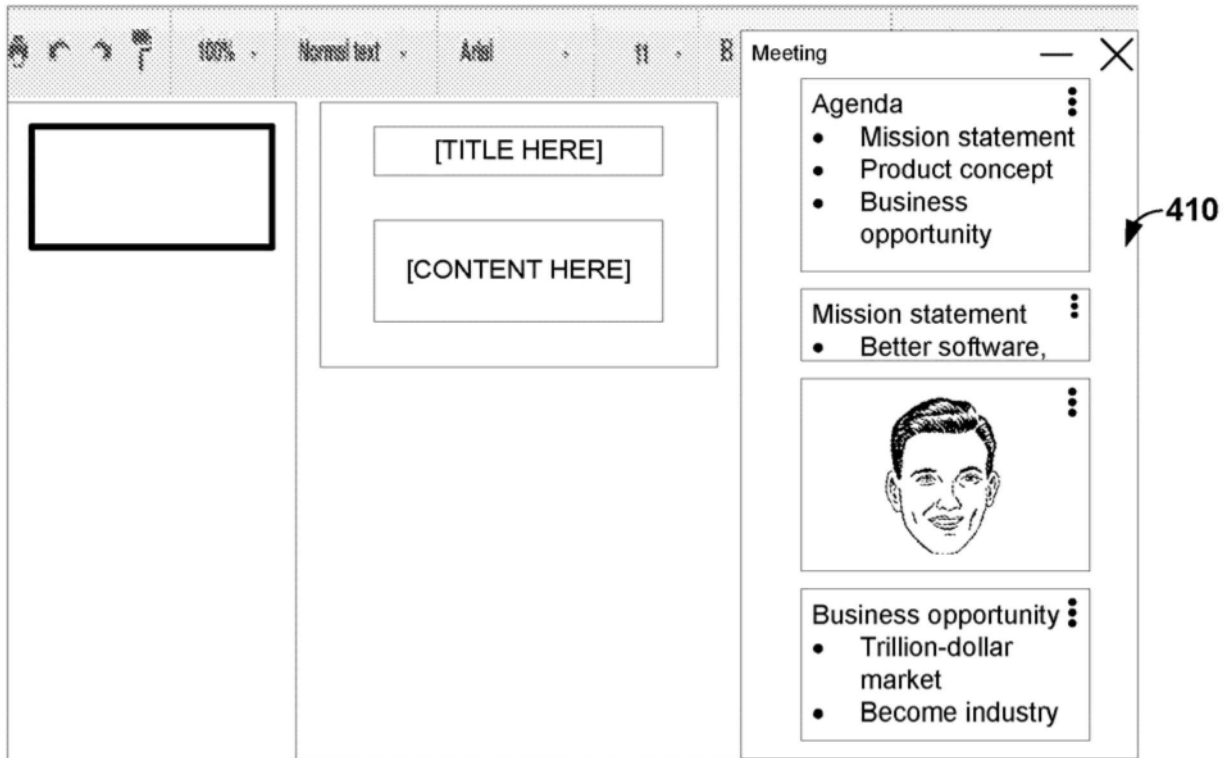 100% Normal text Arial 11 B
Meeting
Agenda
• Mission statement
• Product concept
• Business
opportunity
410
[TITLE HERE]
[CONTENT HERE]
Mission statement
• Better software,
Business opportunity
• Trillion-dollar
market
• Become industry